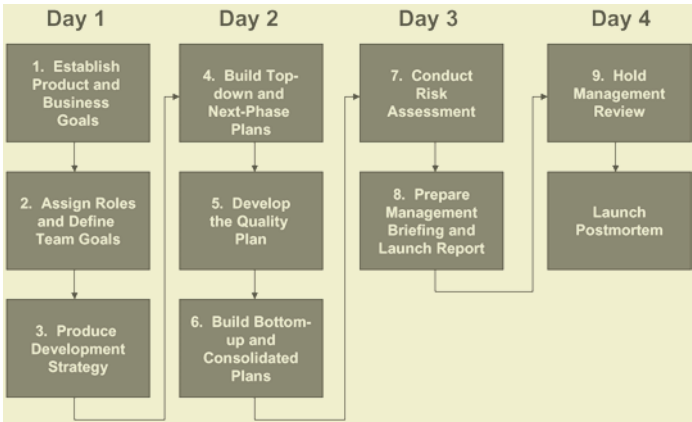 Day 1
1. Establish
Product and
Business
Goals
2. Assign Roles
and Define
Team Goals
3. Produce
Development
Strategy
Day 2
4. Build Top-
down and
Next-Phase
Plans
5. Develop
the Quality
Plan
6. Build Bottom-
up and
Consolidated
Plans
Day 3
7. Conduct
Risk
Assessment
8. Prepare
Management
Briefing and
Launch Report
Day 4
9. Hold
Management
Review
Launch
Postmortem